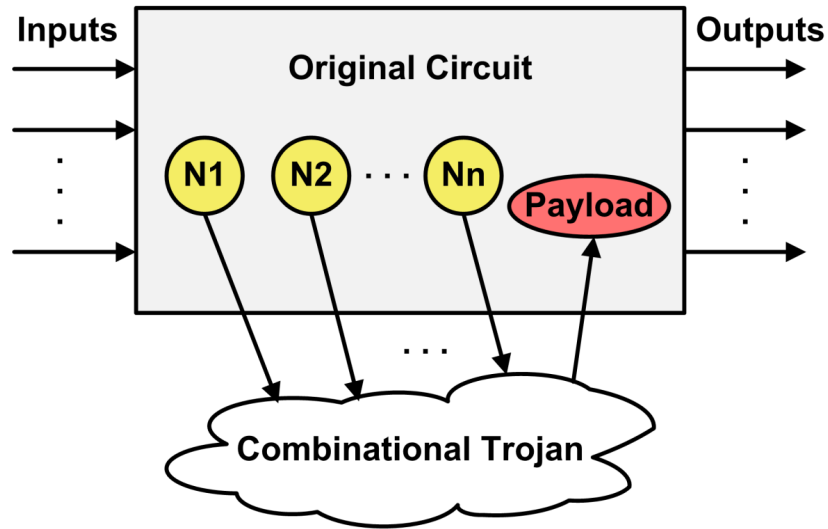 Inputs
Outputs
Original Circuit
N1 N2 . . . Nn
Payload
. . .
Combinational Trojan